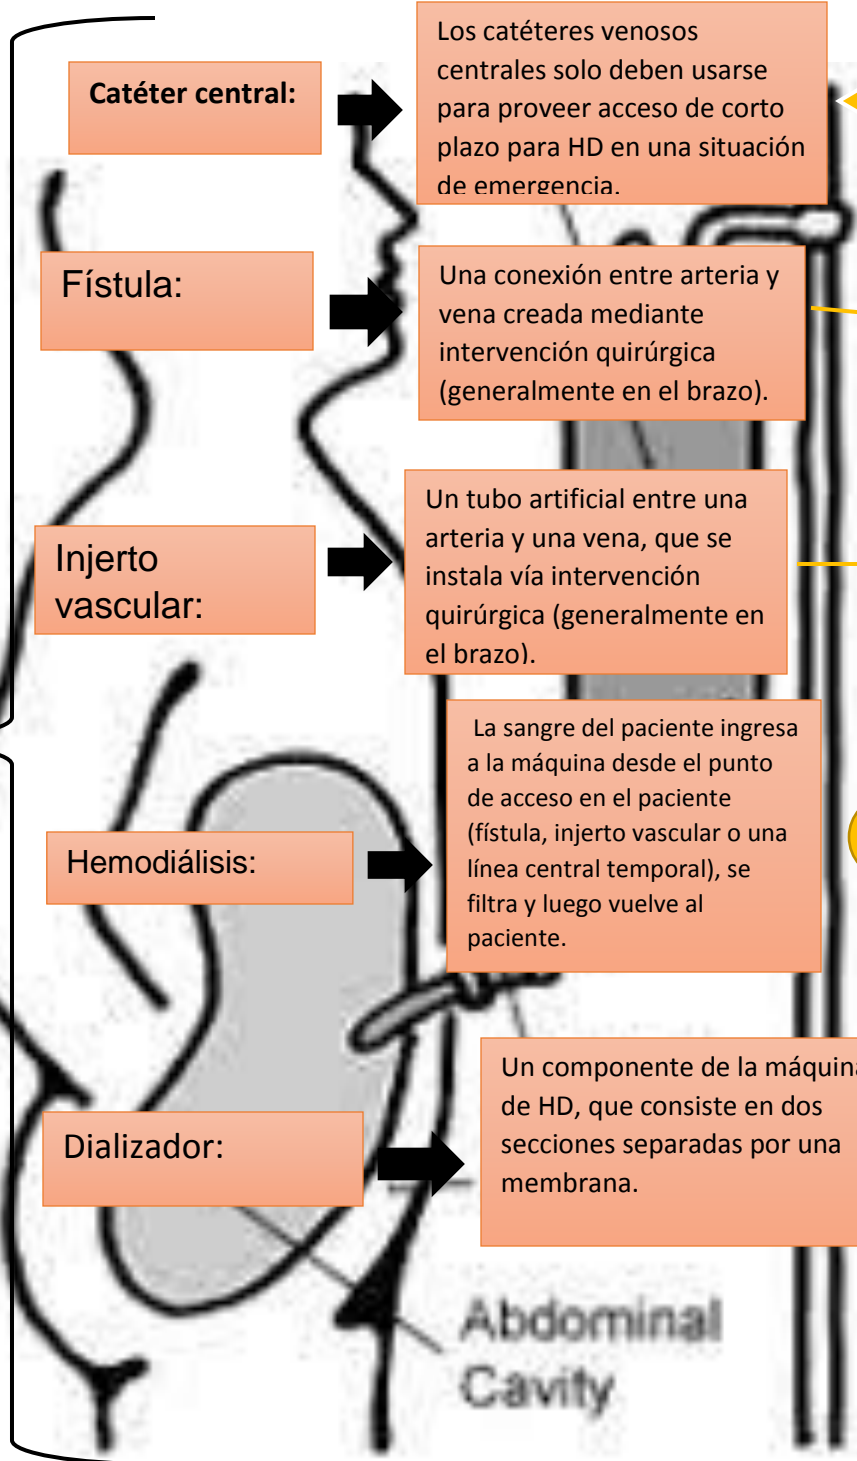 Catéter central:
Los catéteres venosos
centrales solo deben usarse
para proveer acceso de corto
plazo para HD en una situación
de emergencia.
Fístula:
Una conexión entre arteria y
vena creada mediante
intervención quirúrgica
(generalmente en el brazo).
Injerto
vascular:
Un tubo artificial entre una
arteria y una vena, que se
instala vía intervención
quirúrgica (generalmente en
el brazo).
Hemodiálisis:
La sangre del paciente ingresa
a la máquina desde el punto
de acceso en el paciente
(fístula, injerto vascular o una
línea central temporal), se
filtra y luego vuelve al
paciente.
Dializador:
Un componente de la máquina
de HD, que consiste en dos
secciones separadas por una
membrana.
Abdominal
Cavity